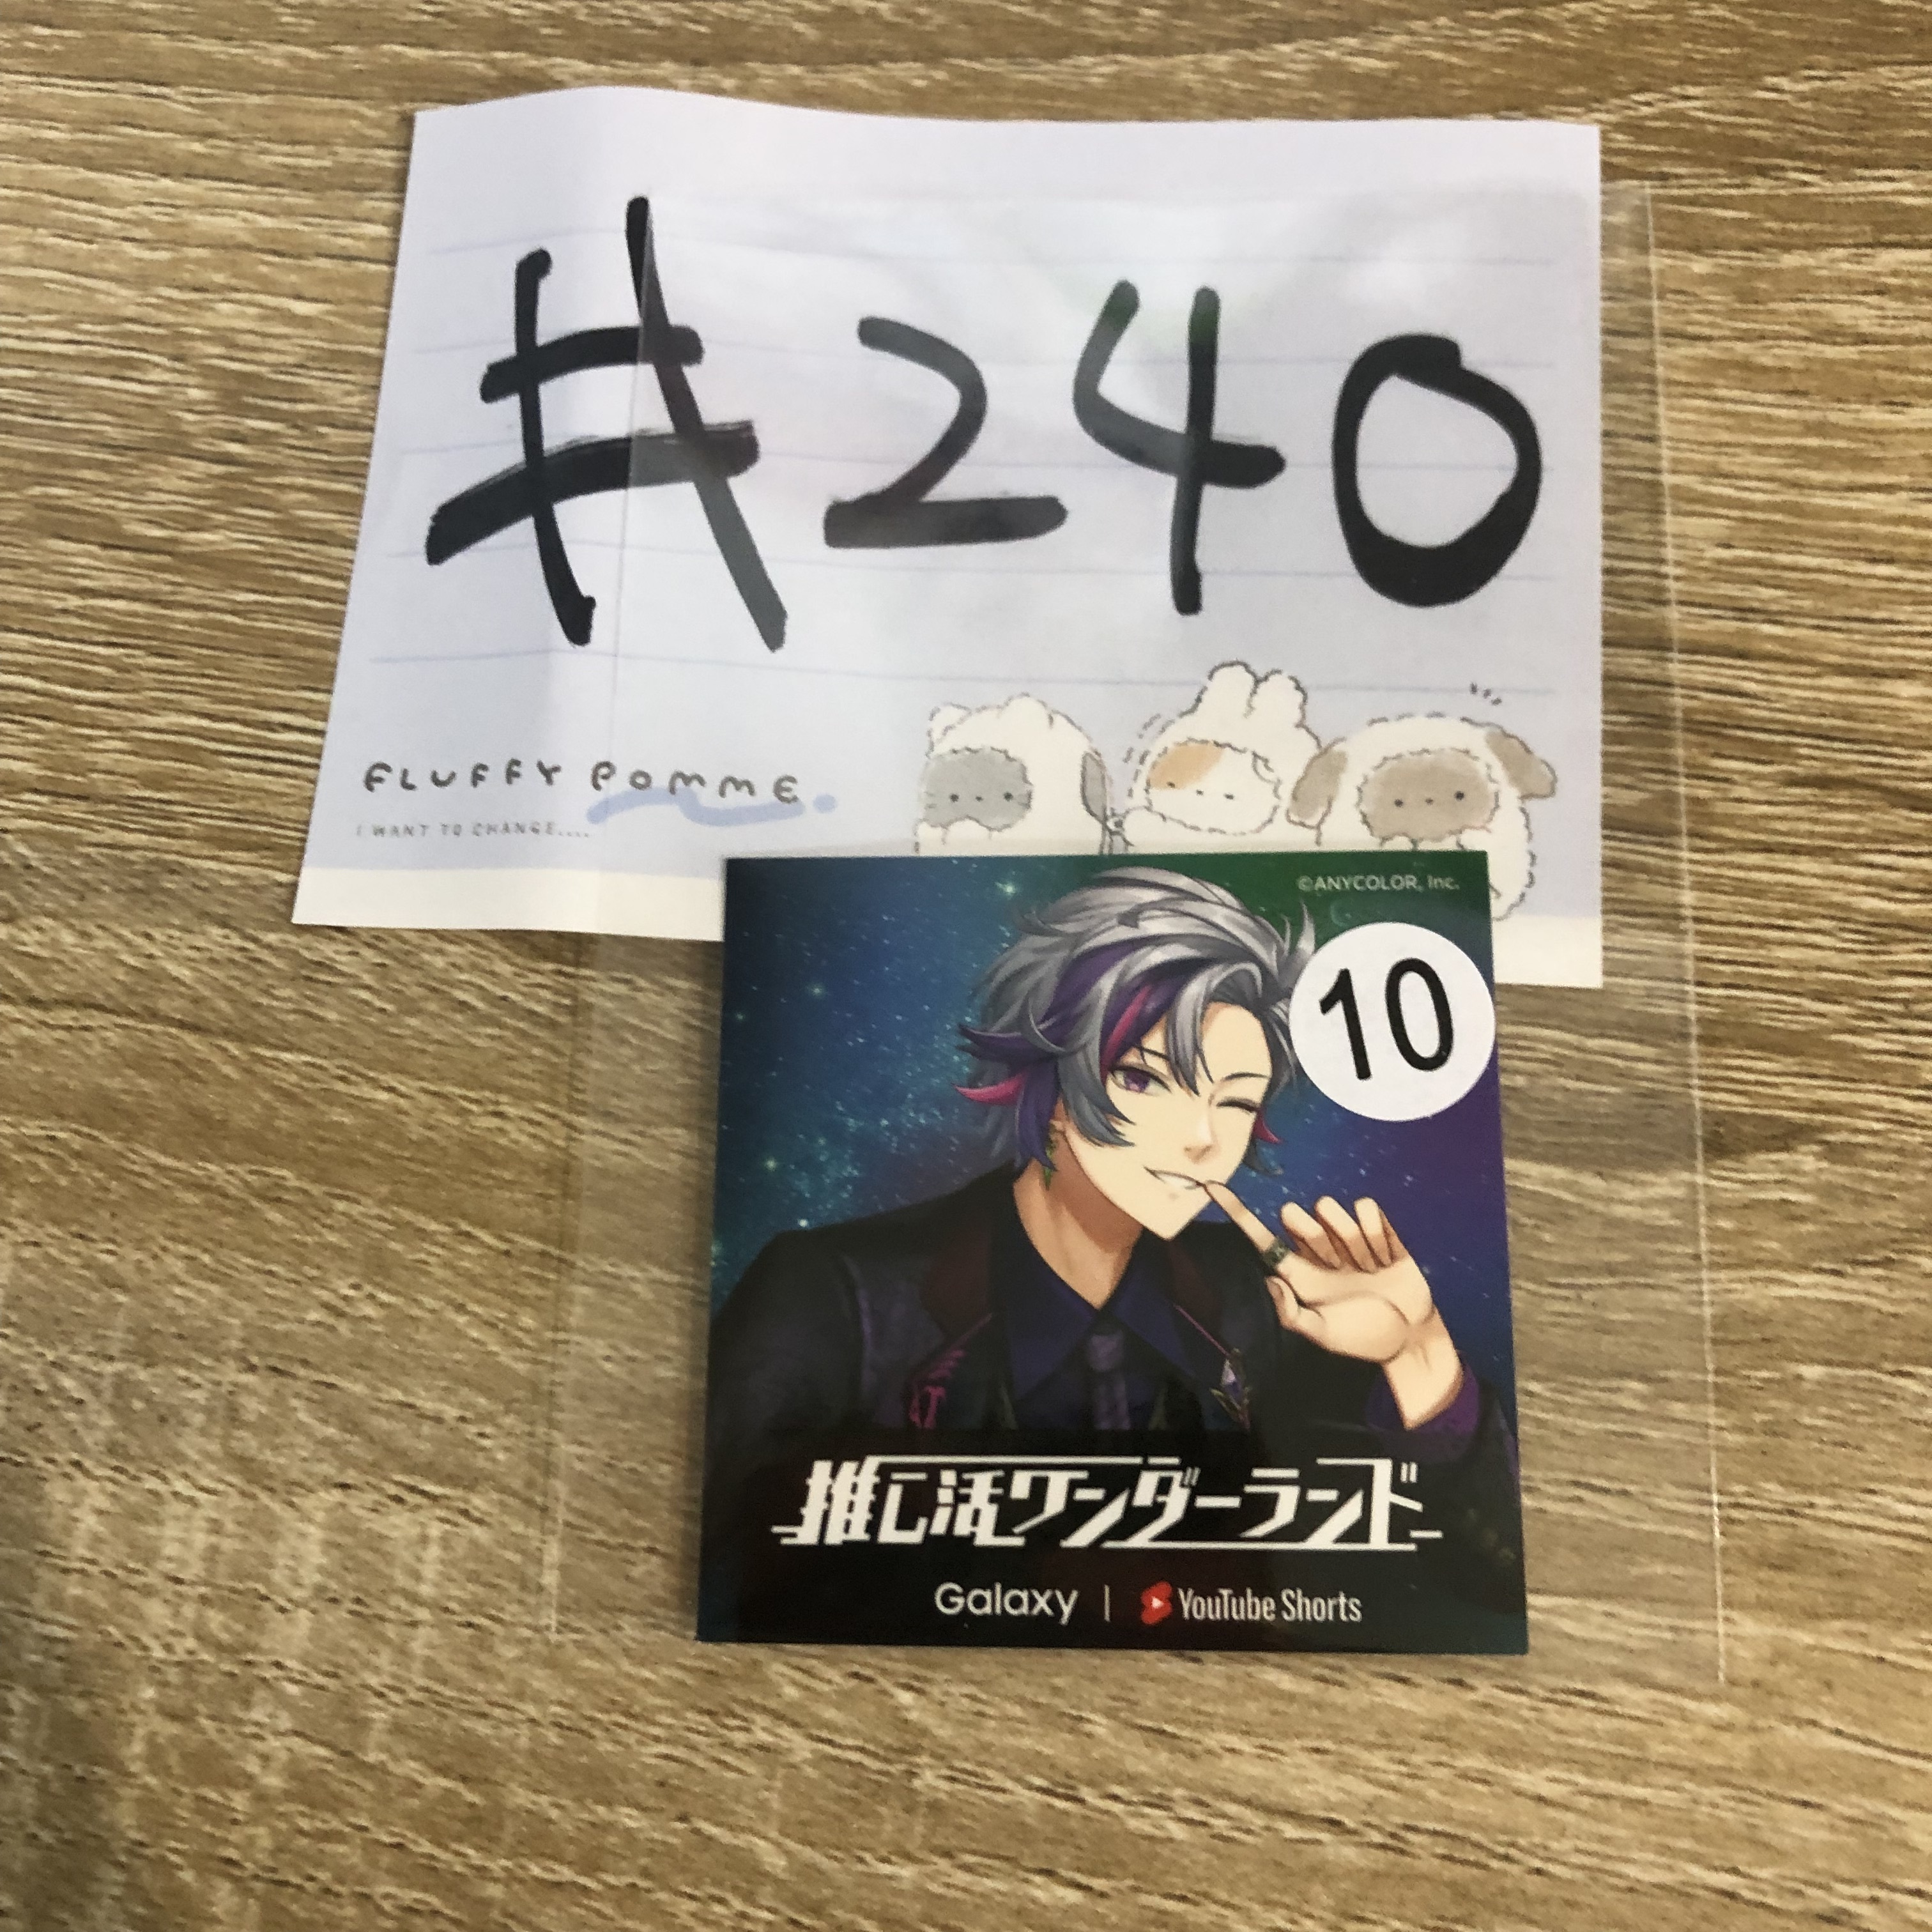 #240
FLUFFY POMME
I WANT TO CHANGE....
©ANYCOLOR, Inc.
10
推し活ワンダーランド
Galaxy | YouTube Shorts